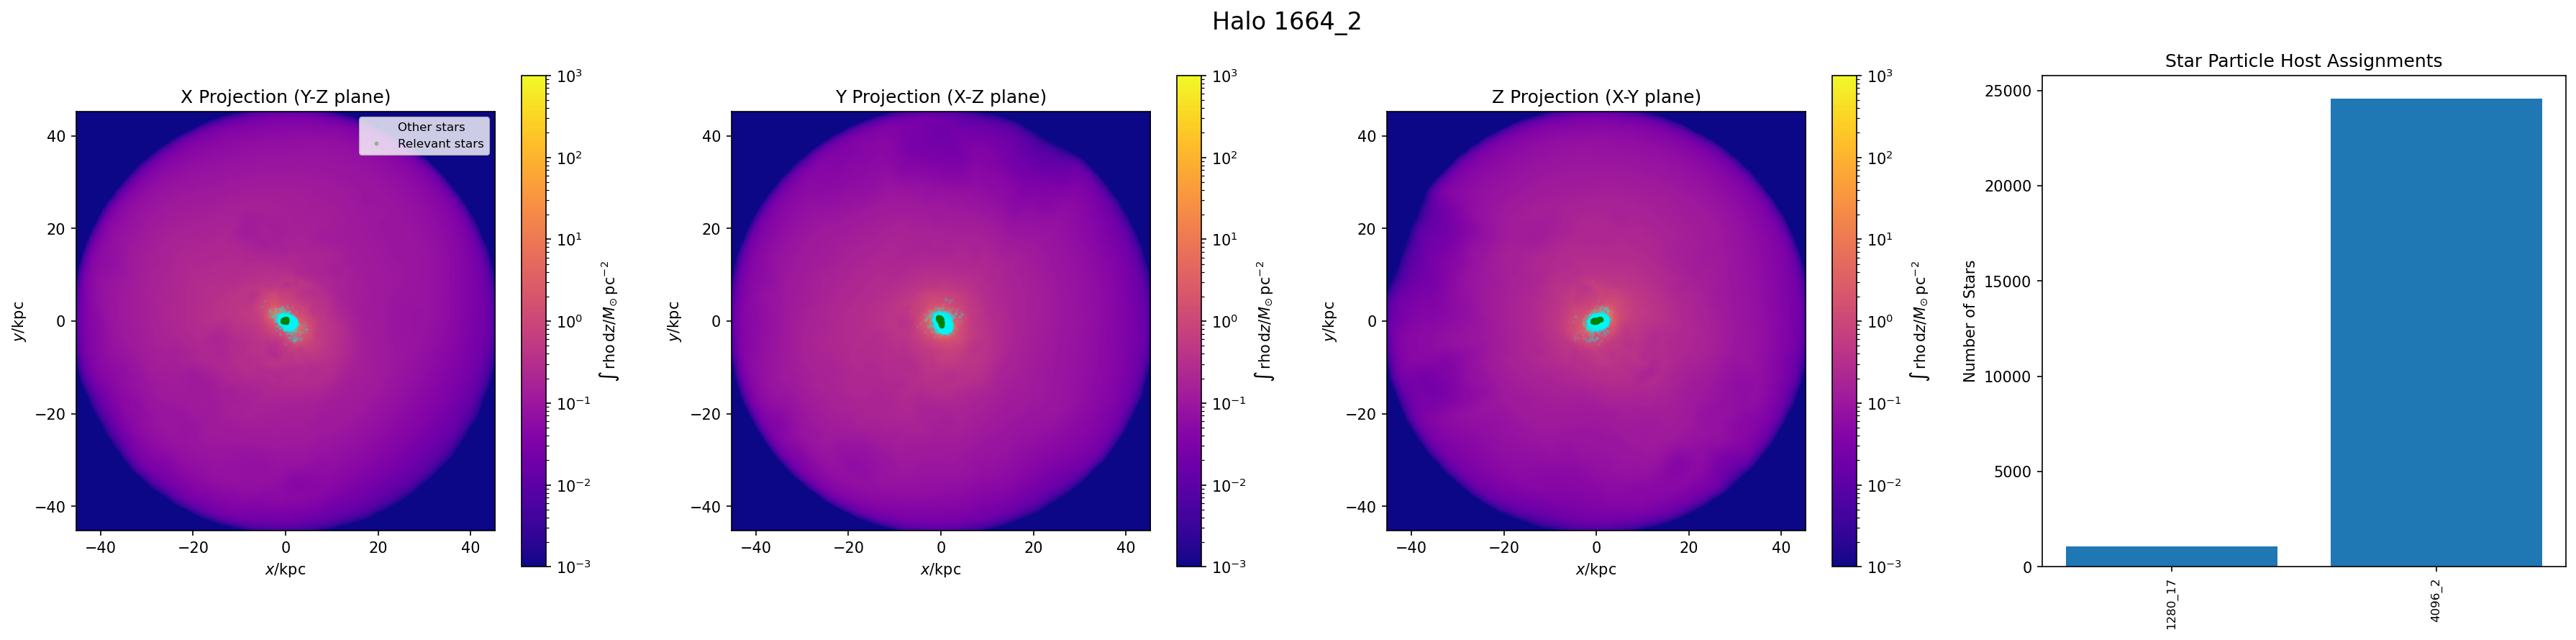 Halo 1664_2
X Projection (Y-Z plane)
Other stars
Relevant stars
40
20
0
−20
−40
y/kpc
−40 −20 0 20 40
x/kpc
10³
10²
10¹
10⁰
10⁻¹
10⁻²
10⁻³
∫ rho dz/M⊙ pc⁻²
Y Projection (X-Z plane)
40
20
0
−20
−40
y/kpc
−40 −20 0 20 40
x/kpc
10³
10²
10¹
10⁰
10⁻¹
10⁻²
10⁻³
∫ rho dz/M⊙ pc⁻²
Z Projection (X-Y plane)
40
20
0
−20
−40
y/kpc
−40 −20 0 20 40
x/kpc
10³
10²
10¹
10⁰
10⁻¹
10⁻²
10⁻³
∫ rho dz/M⊙ pc⁻²
Star Particle Host Assignments
25000
20000
15000
10000
5000
0
Number of Stars
1280_17
4096_2